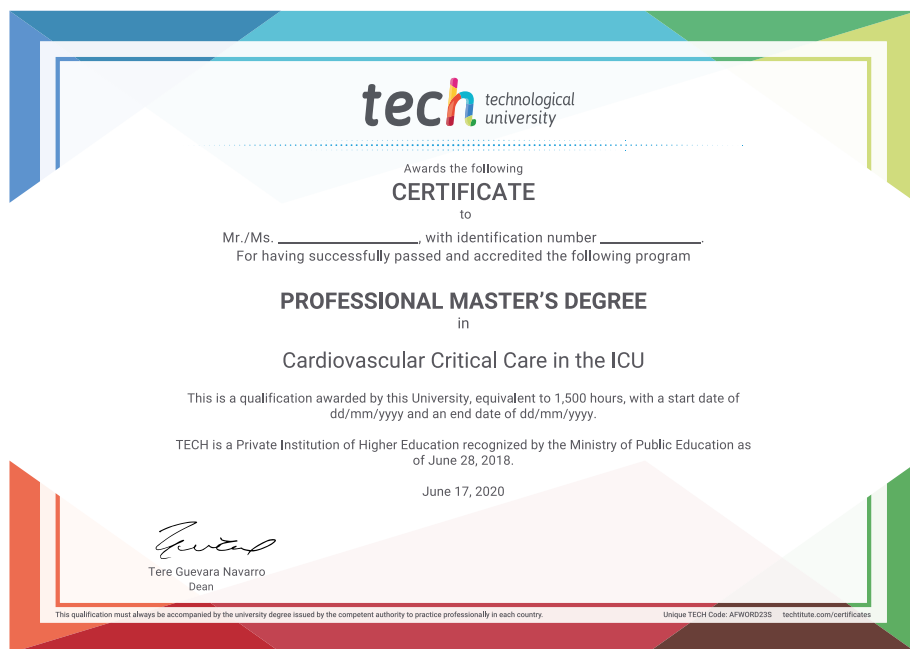 tech technological
university
Awards the following
CERTIFICATE
to
Mr./Ms. ________________, with identification number ____________.
For having successfully passed and accredited the following program
PROFESSIONAL MASTER'S DEGREE
in
Cardiovascular Critical Care in the ICU
This is a qualification awarded by this University, equivalent to 1,500 hours, with a start date of
dd/mm/yyyy and an end date of dd/mm/yyyy.
TECH is a Private Institution of Higher Education recognized by the Ministry of Public Education as
of June 28, 2018.
June 17, 2020
Tere Guevara Navarro
Dean
This qualification must always be accompanied by the university degree issued by the competent authority to practice professionally in each country. Unique TECH Code: AFWORD23S techtitute.com/certificates